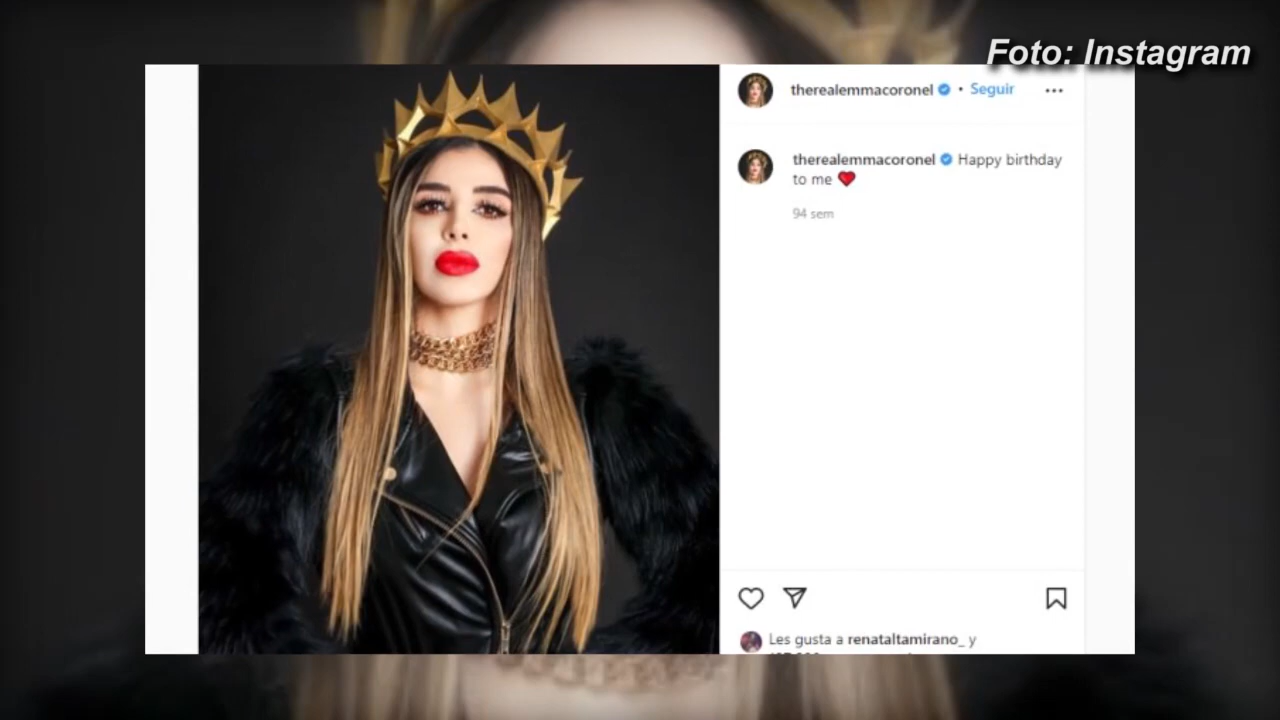 Foto: Instagram
therealemmacoronel • Seguir
therealemmacoronel Happy birthday
to me ❤
94 sem
Les gusta a renataltamirano_ y